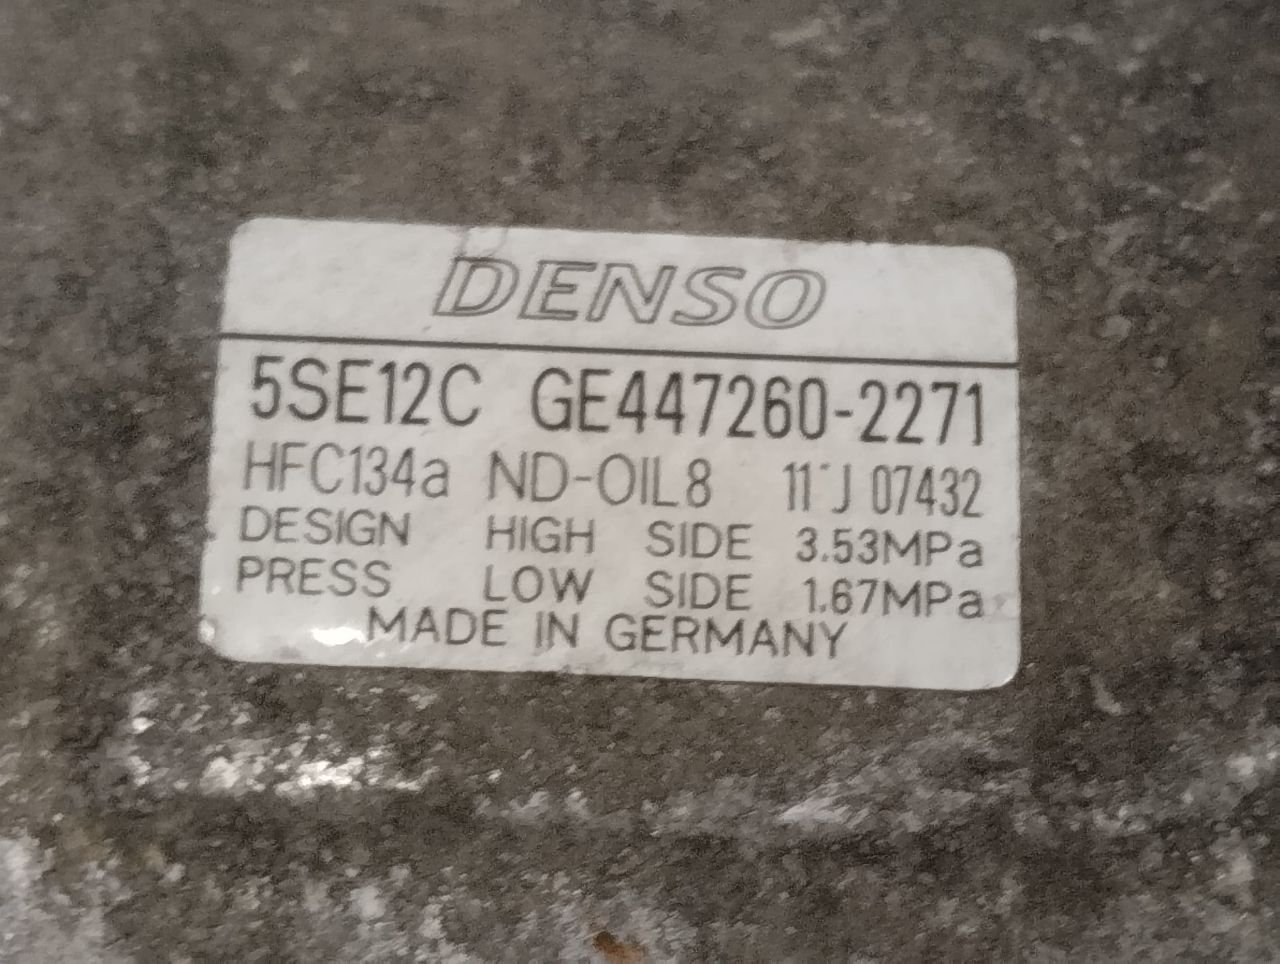 DENSO
5SE12C GE447260-2271
HFC134a ND-OIL8 11"J 07432
DESIGN HIGH SIDE 3.53MPa
PRESS LOW SIDE 1.67MPa
MADE IN GERMANY